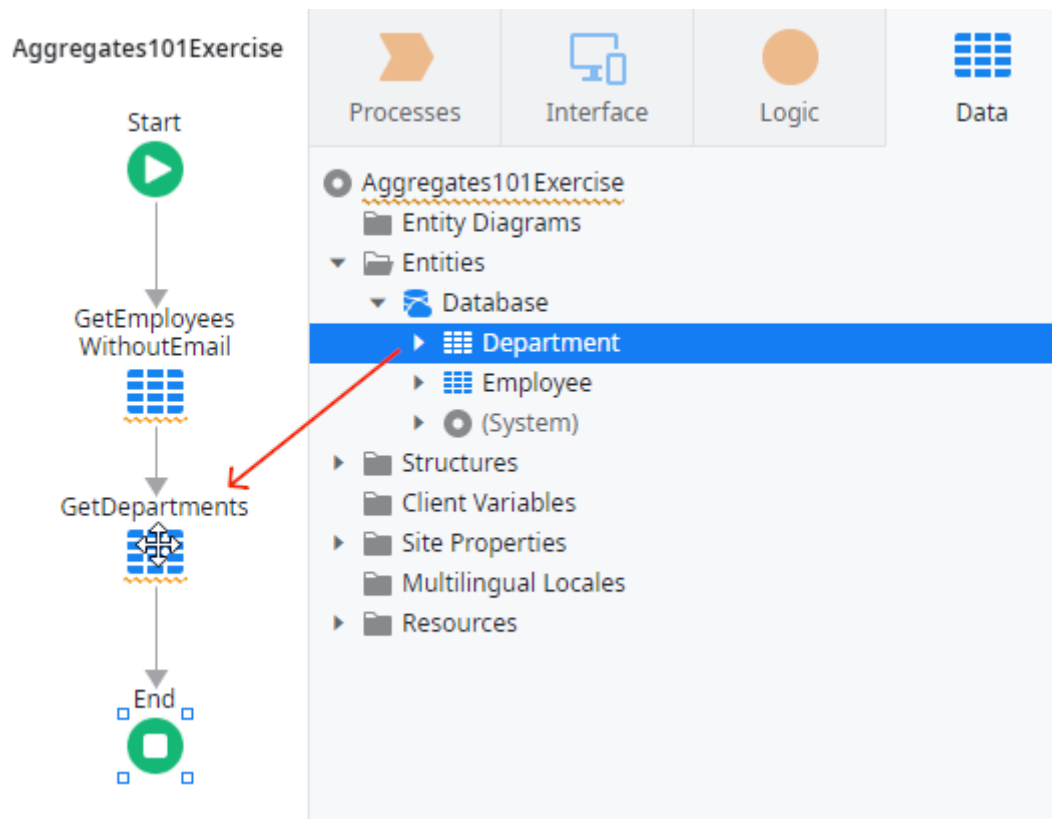 Aggregates101Exercise
Start
GetEmployees
WithoutEmail
GetDepartments
End
Processes
Interface
Logic
Data
Aggregates101Exercise
Entity Diagrams
Entities
Database
Department
Employee
(System)
Structures
Client Variables
Site Properties
Multilingual Locales
Resources